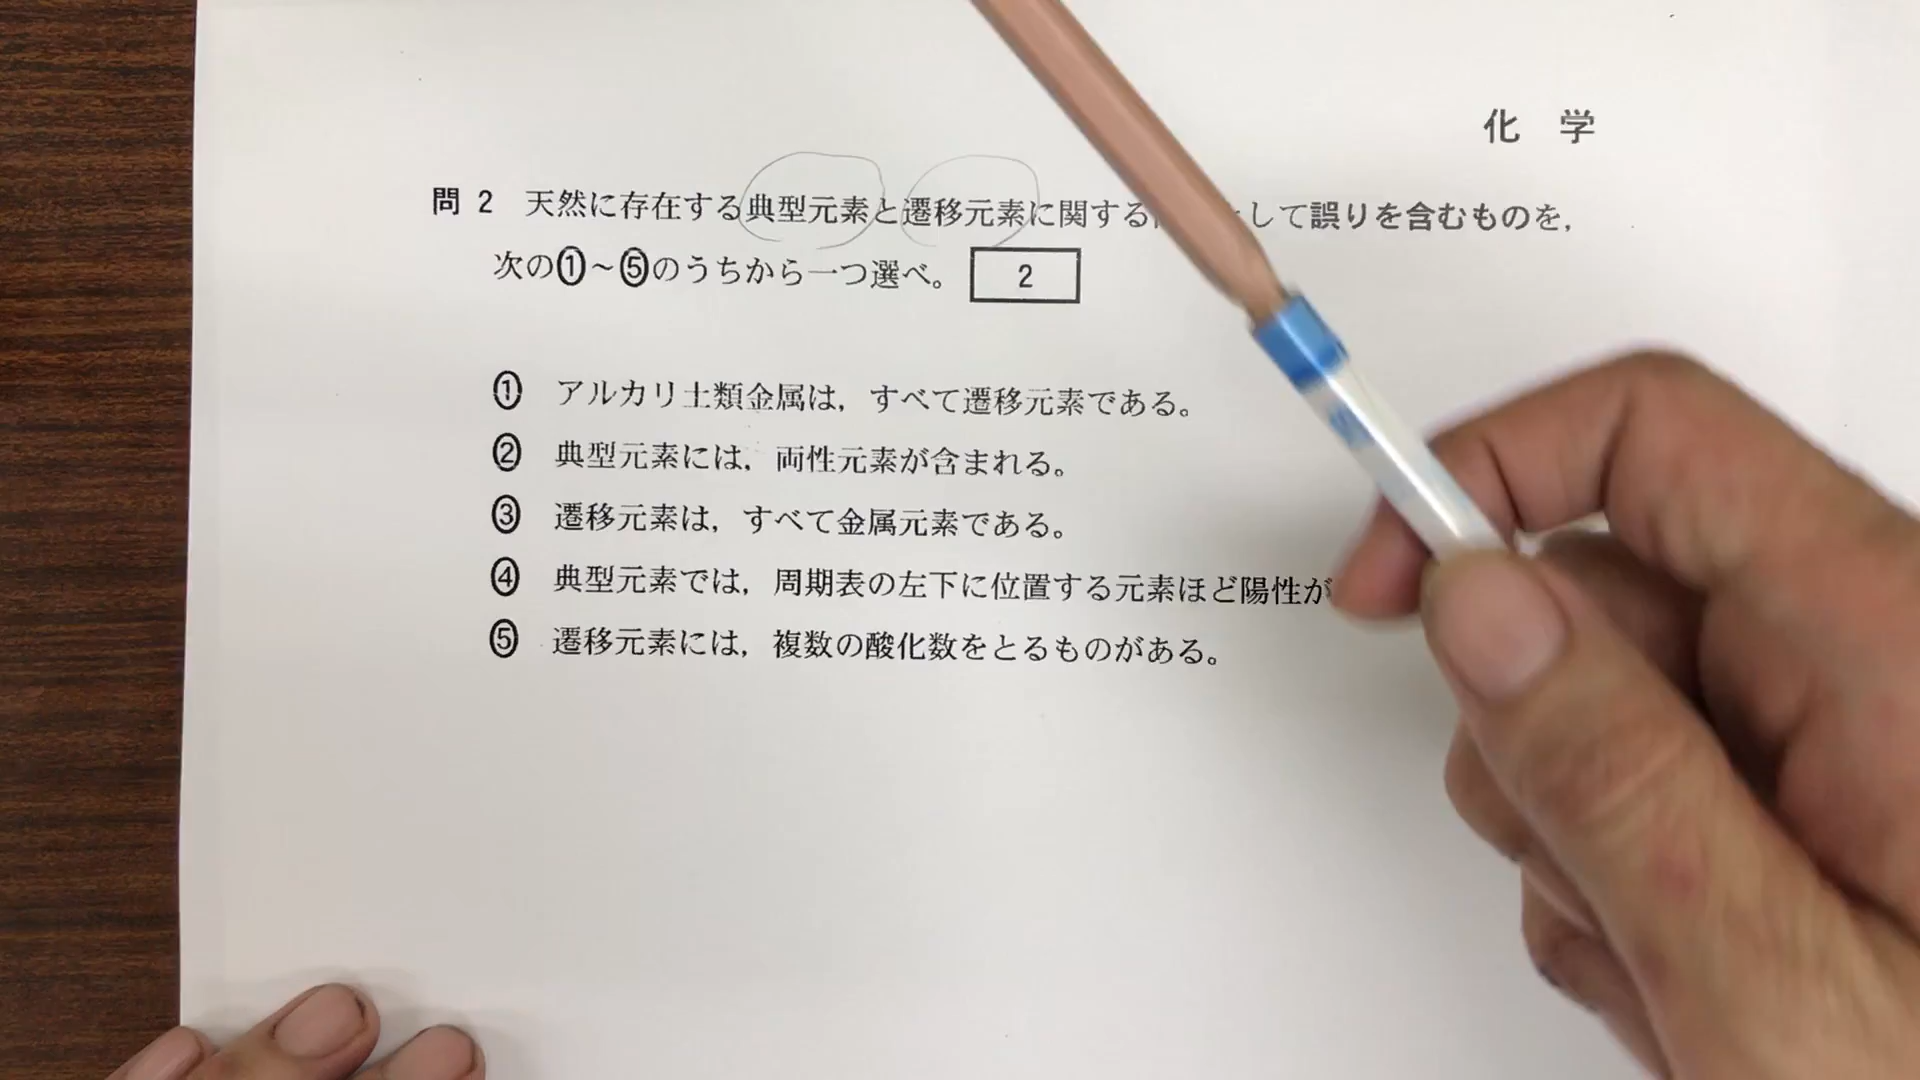 化 学
問 2 天然に存在する典型元素と遷移元素に関する して誤りを含むものを,
次の①~⑤のうちから一つ選べ。 2
① アルカリ土類金属は,すべて遷移元素である。
② 典型元素には,両性元素が含まれる。
③ 遷移元素は,すべて金属元素である。
④ 典型元素では,周期表の左下に位置する元素ほど陽性が
⑤ 遷移元素には,複数の酸化数をとるものがある。